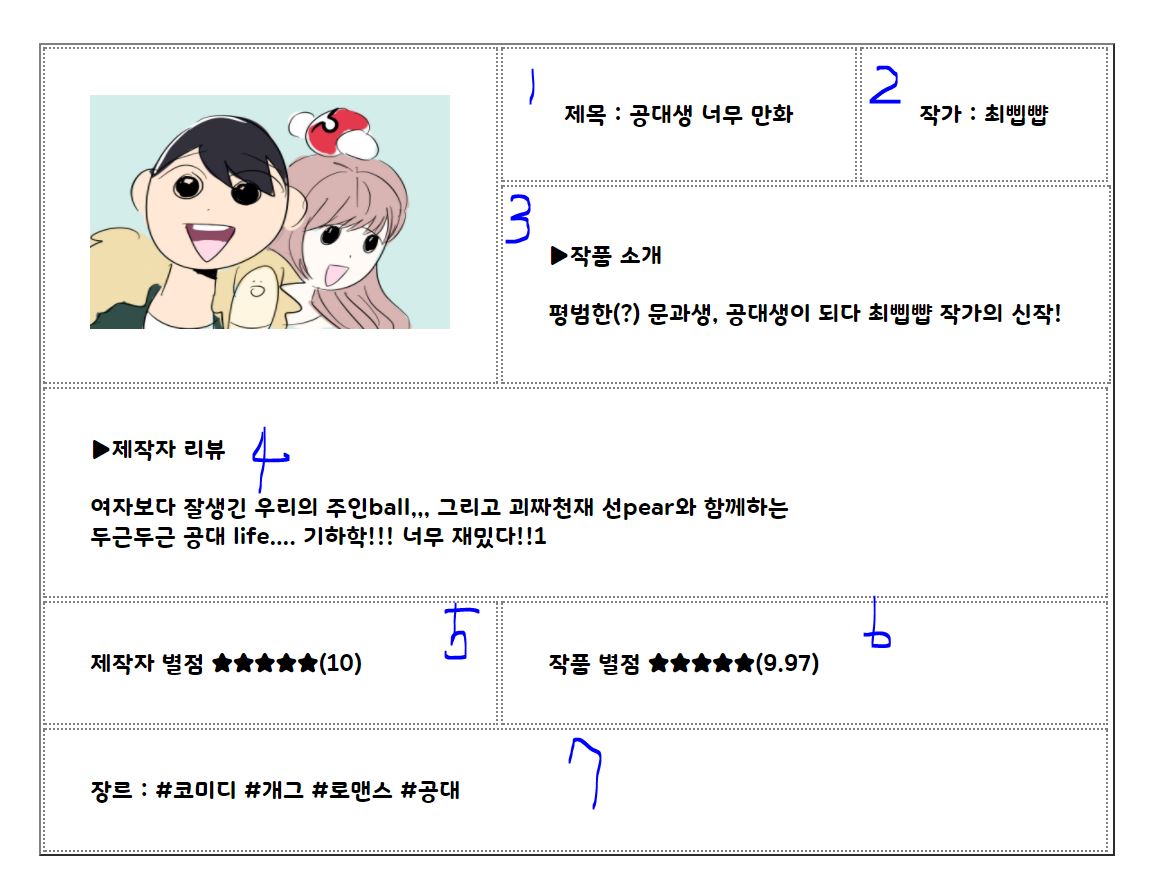 1
제목 : 공대생 너무 만화
2
작가 : 최삡뺩
3
▶작품 소개
평범한(?) 문과생, 공대생이 되다 최삡뺩 작가의 신작!
▶제작자 리뷰
4
여자보다 잘생긴 우리의 주인ball,,, 그리고 괴짜천재 선pear와 함께하는
두근두근 공대 life.... 기하학!!! 너무 재밌다!!1
제작자 별점 ★★★★★(10)
5
작품 별점 ★★★★★(9.97)
6
장르 : #코미디 #개그 #로맨스 #공대
7